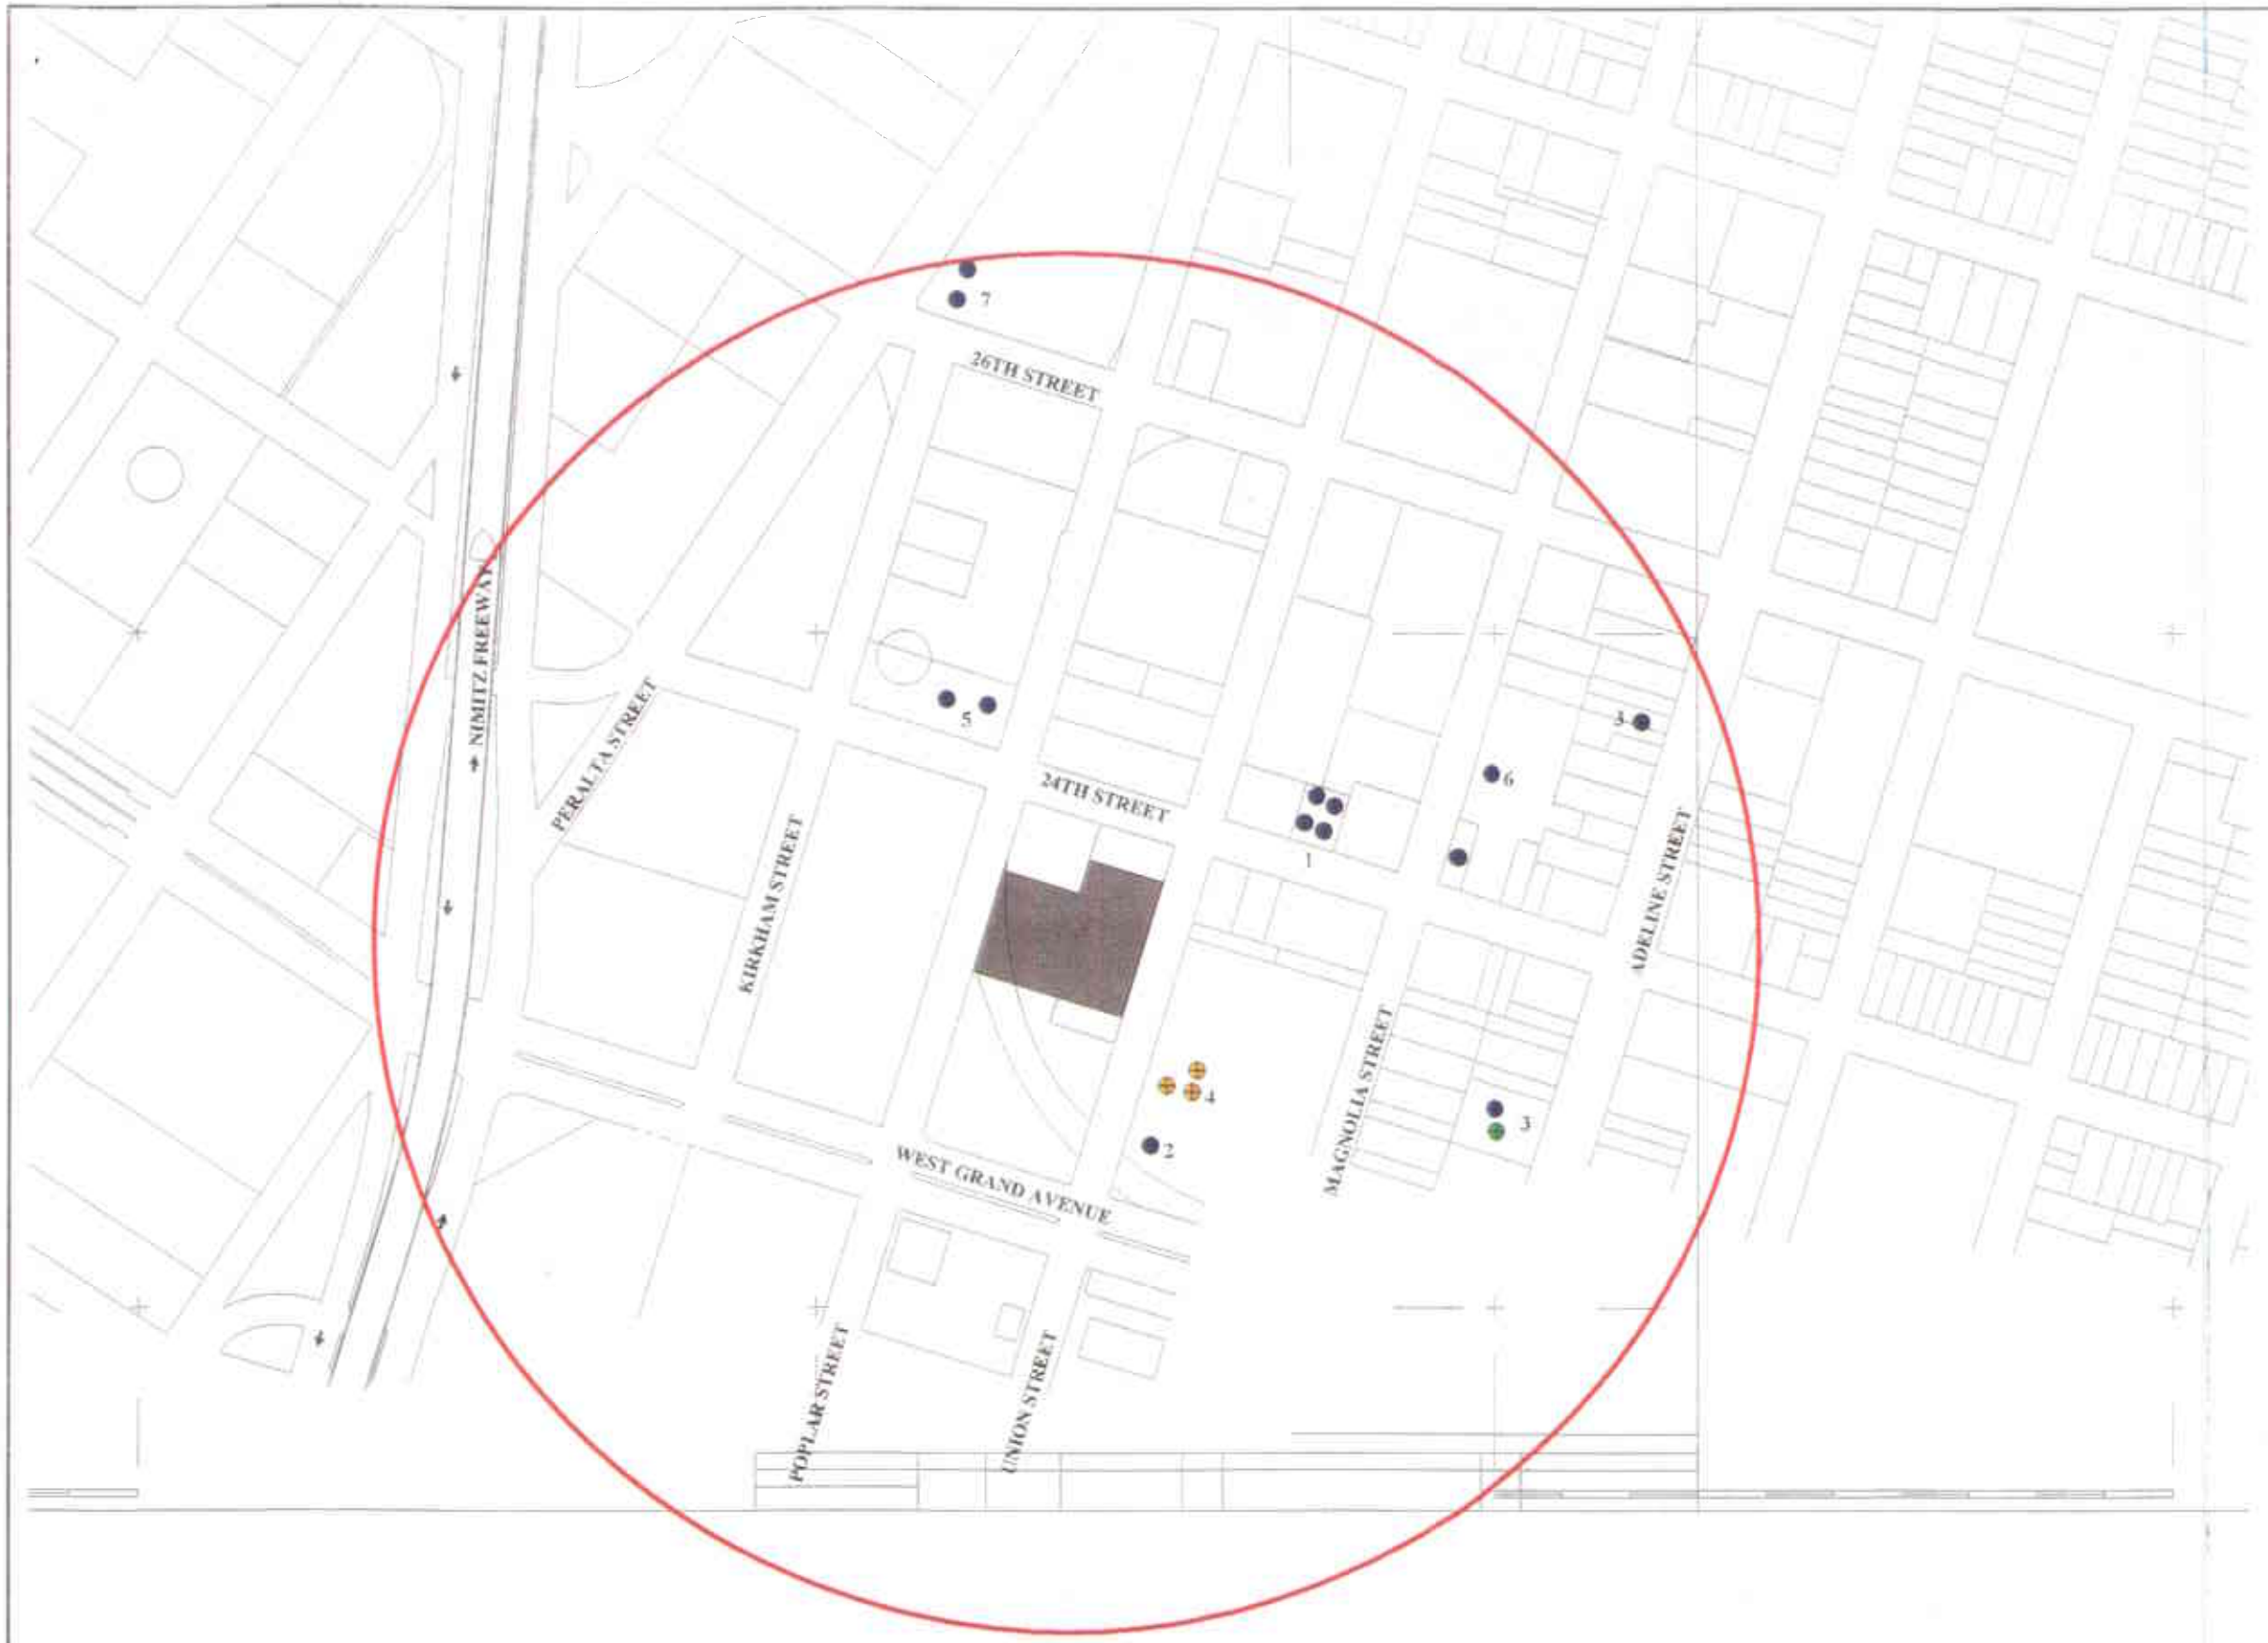 7
26TH STREET
NIMITZ FREEWAY
PERALTA STREET
5
3
24TH STREET
6
1
KIRKHAM STREET
ADELINE STREET
MAGNOLIA STREET
4
3
2
WEST GRAND AVENUE
POPLAR STREET
UNION STREET